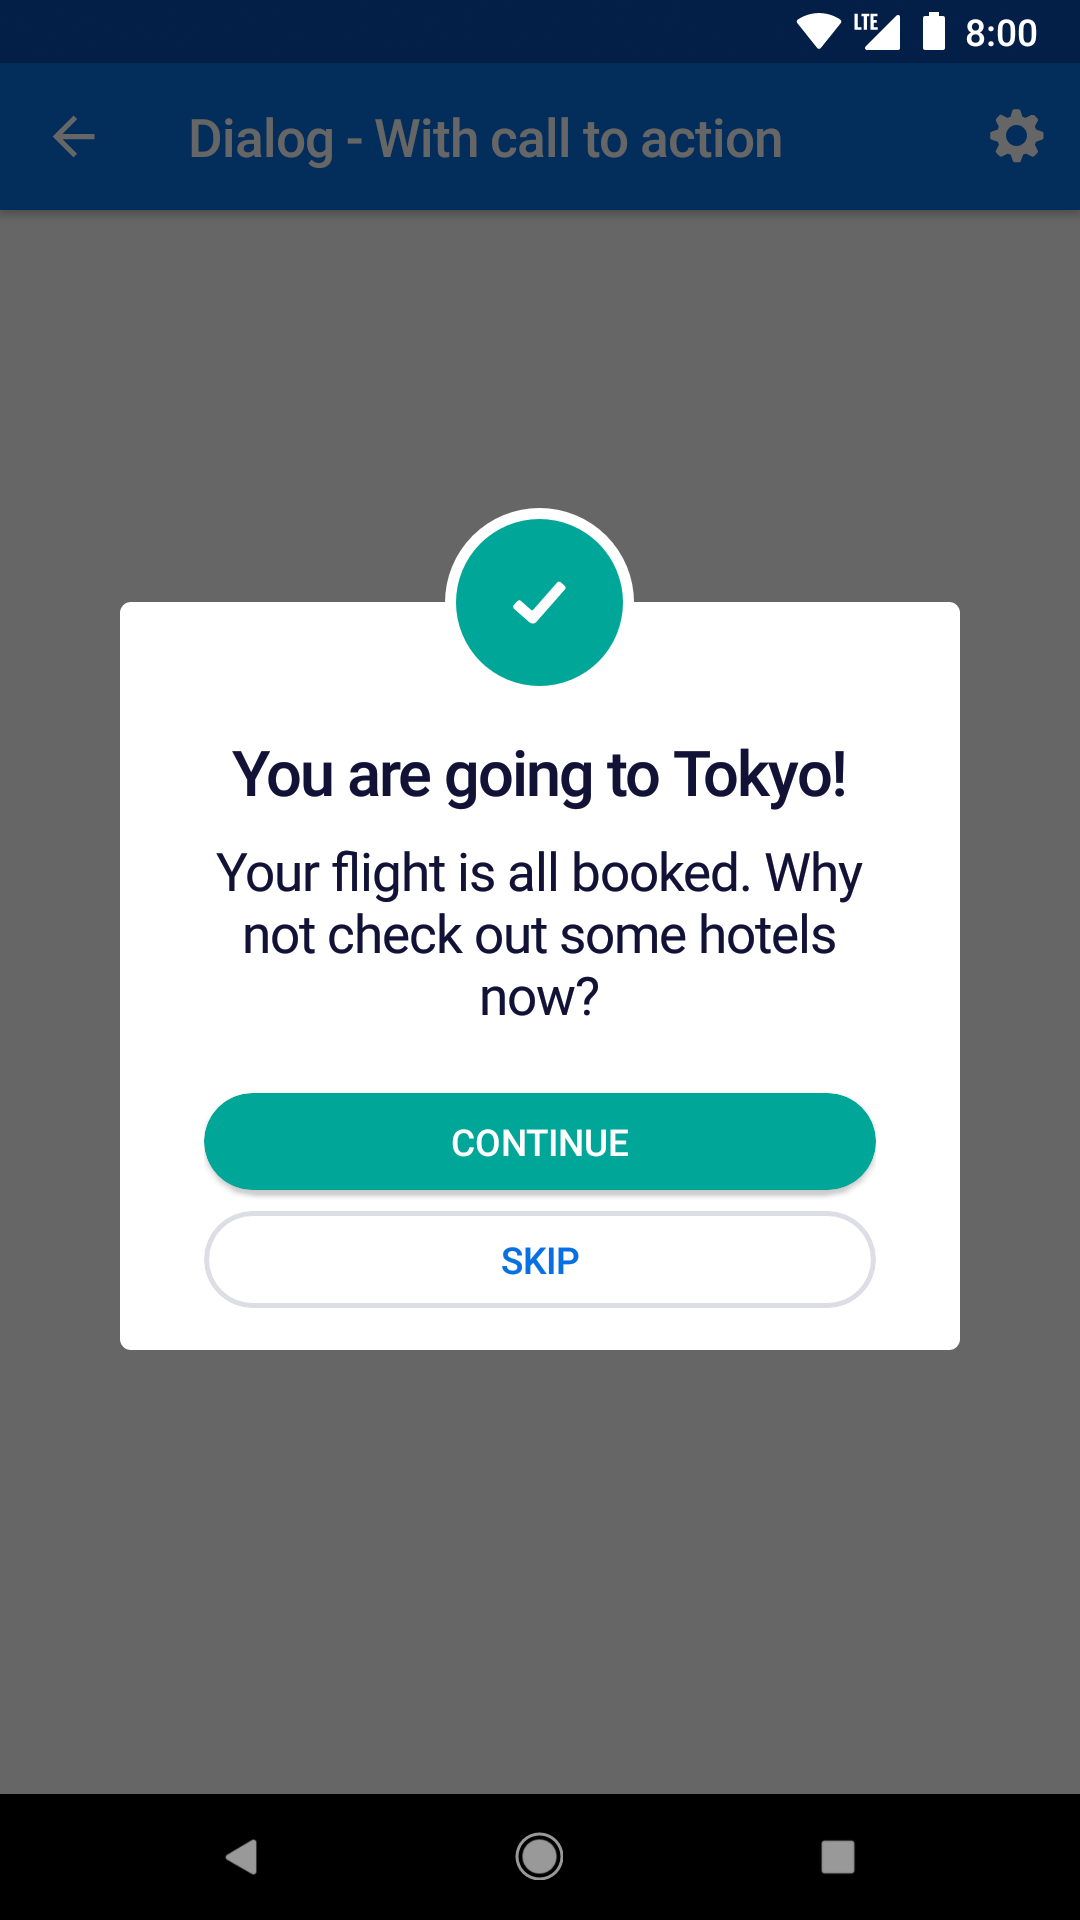 LTE 8:00
Dialog - With call to action
You are going to Tokyo!
Your flight is all booked. Why
not check out some hotels
now?
CONTINUE
SKIP